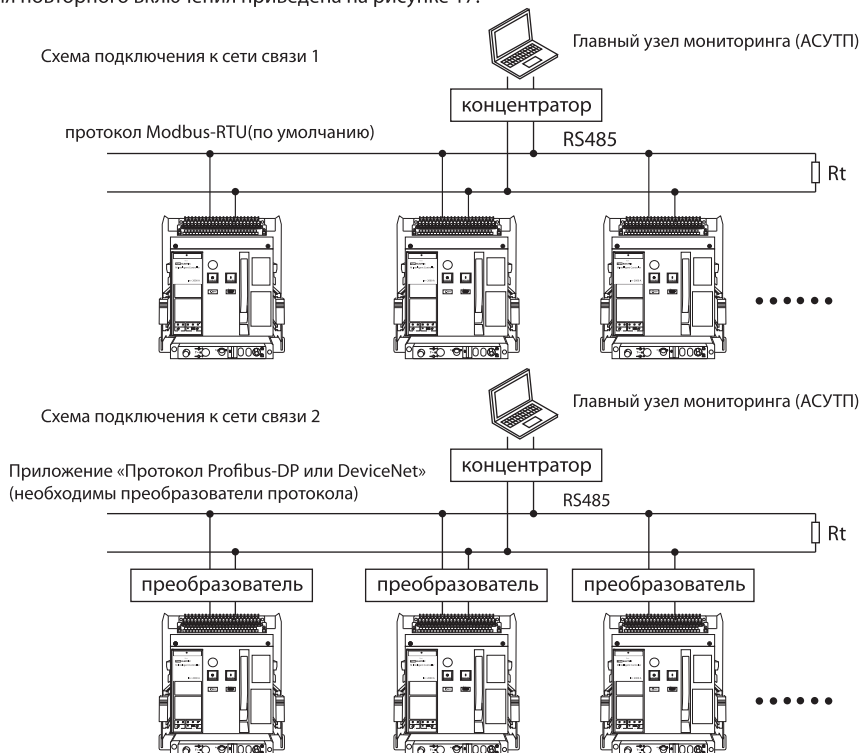 ия повторного включения приведена на рисунке 17.
Схема подключения к сети связи 1
Главный узел мониторинга (АСУТП)
концентратор
протокол Modbus-RTU(по умолчанию)
RS485
Rt
Схема подключения к сети связи 2
Главный узел мониторинга (АСУТП)
Приложение «Протокол Profibus-DP или DeviceNet»
(необходимы преобразователи протокола)
концентратор
RS485
Rt
преобразователь
преобразователь
преобразователь